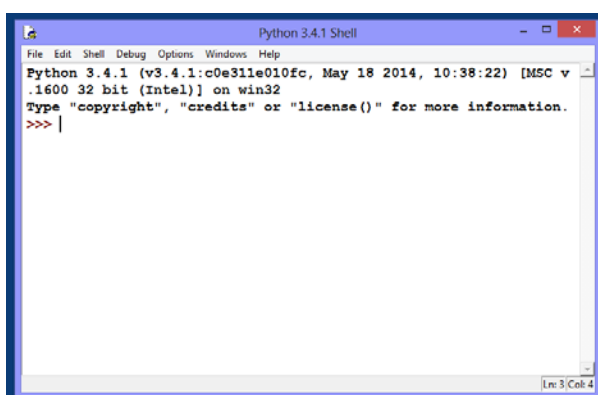 Python 3.4.1 Shell
File Edit Shell Debug Options Windows Help
Python 3.4.1 (v3.4.1:c0e311e010fc, May 18 2014, 10:38:22) [MSC v
.1600 32 bit (Intel)] on win32
Type "copyright", "credits" or "license()" for more information.
>>>
Ln: 3 Col: 4